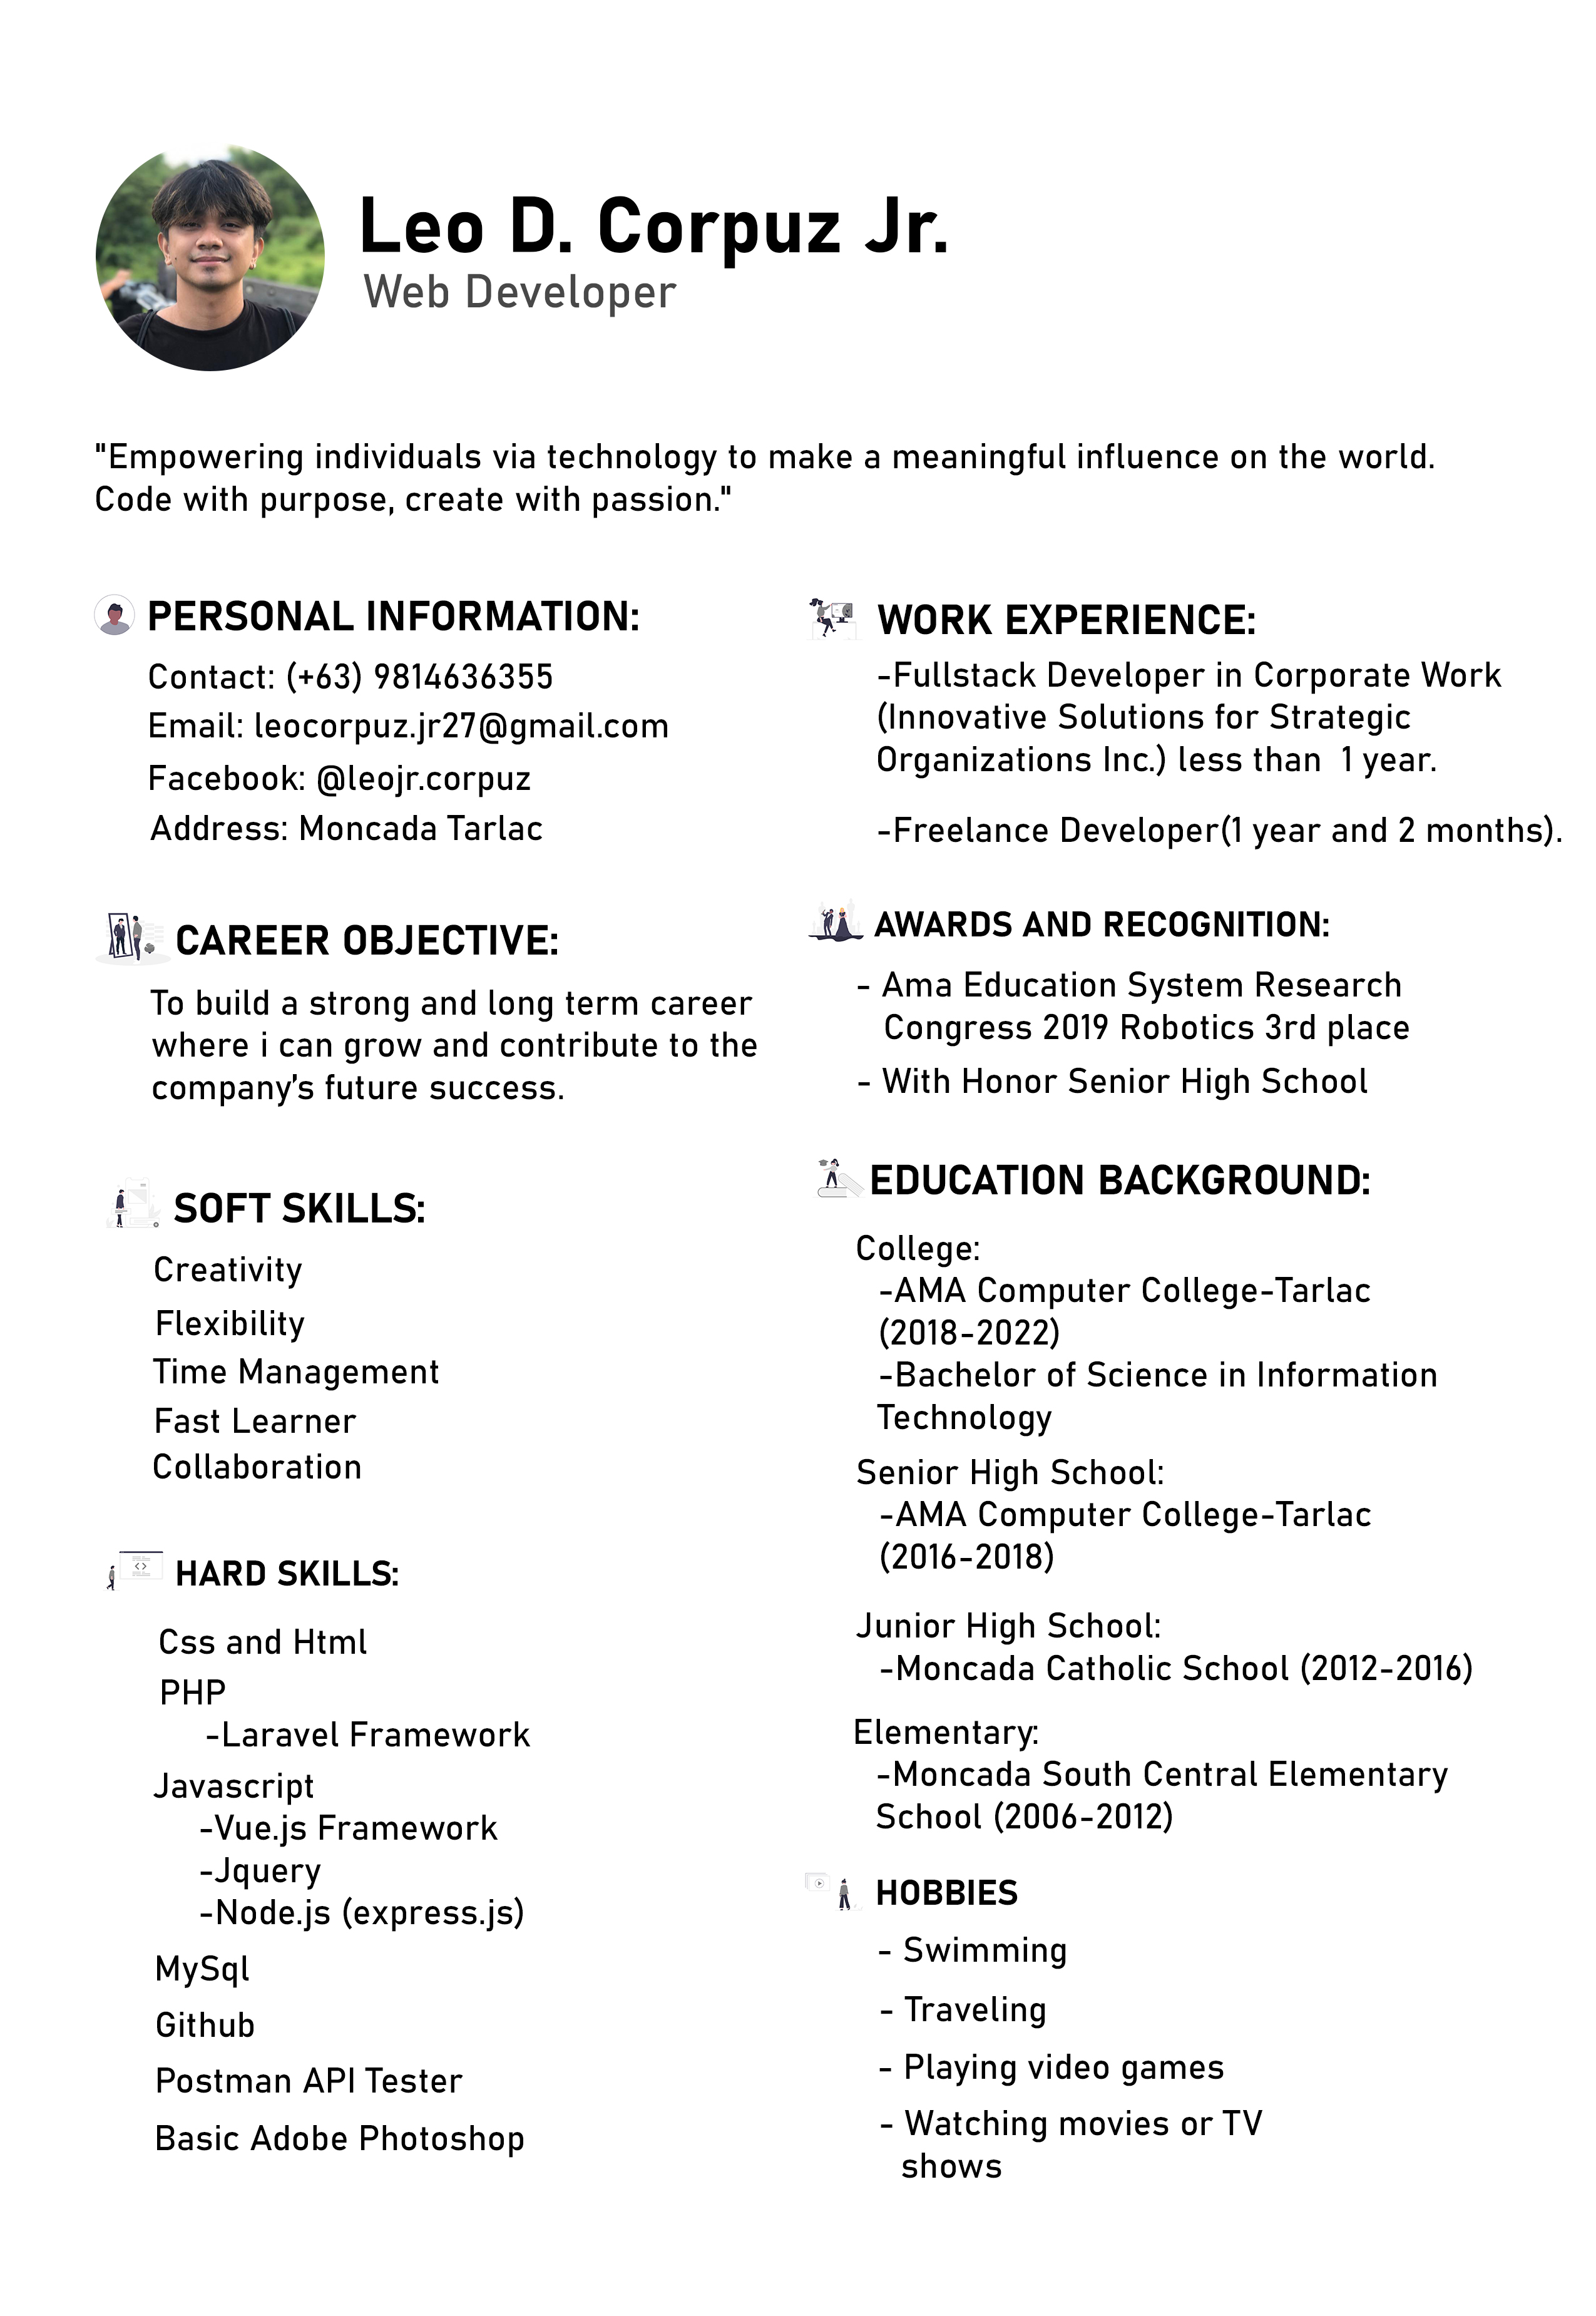 Leo D. Corpuz Jr.
Web Developer
"Empowering individuals via technology to make a meaningful influence on the world.
Code with purpose, create with passion."
PERSONAL INFORMATION:
Contact: (+63) 9814636355
Email: leocorpuz.jr27@gmail.com
Facebook: @leojr.corpuz
Address: Moncada Tarlac
CAREER OBJECTIVE:
To build a strong and long term career
where i can grow and contribute to the
company's future success.
SOFT SKILLS:
Creativity
Flexibility
Time Management
Fast Learner
Collaboration
HARD SKILLS:
Css and Html
PHP
-Laravel Framework
Javascript
-Vue.js Framework
-Jquery
-Node.js (express.js)
MySql
Github
Postman API Tester
Basic Adobe Photoshop
WORK EXPERIENCE:
-Fullstack Developer in Corporate Work
(Innovative Solutions for Strategic
Organizations Inc.) less than  1 year.
-Freelance Developer(1 year and 2 months).
AWARDS AND RECOGNITION:
- Ama Education System Research
Congress 2019 Robotics 3rd place
- With Honor Senior High School
EDUCATION BACKGROUND:
College:
-AMA Computer College-Tarlac
(2018-2022)
-Bachelor of Science in Information
Technology
Senior High School:
-AMA Computer College-Tarlac
(2016-2018)
Junior High School:
-Moncada Catholic School (2012-2016)
Elementary:
-Moncada South Central Elementary
School (2006-2012)
HOBBIES
- Swimming
- Traveling
- Playing video games
- Watching movies or TV
shows